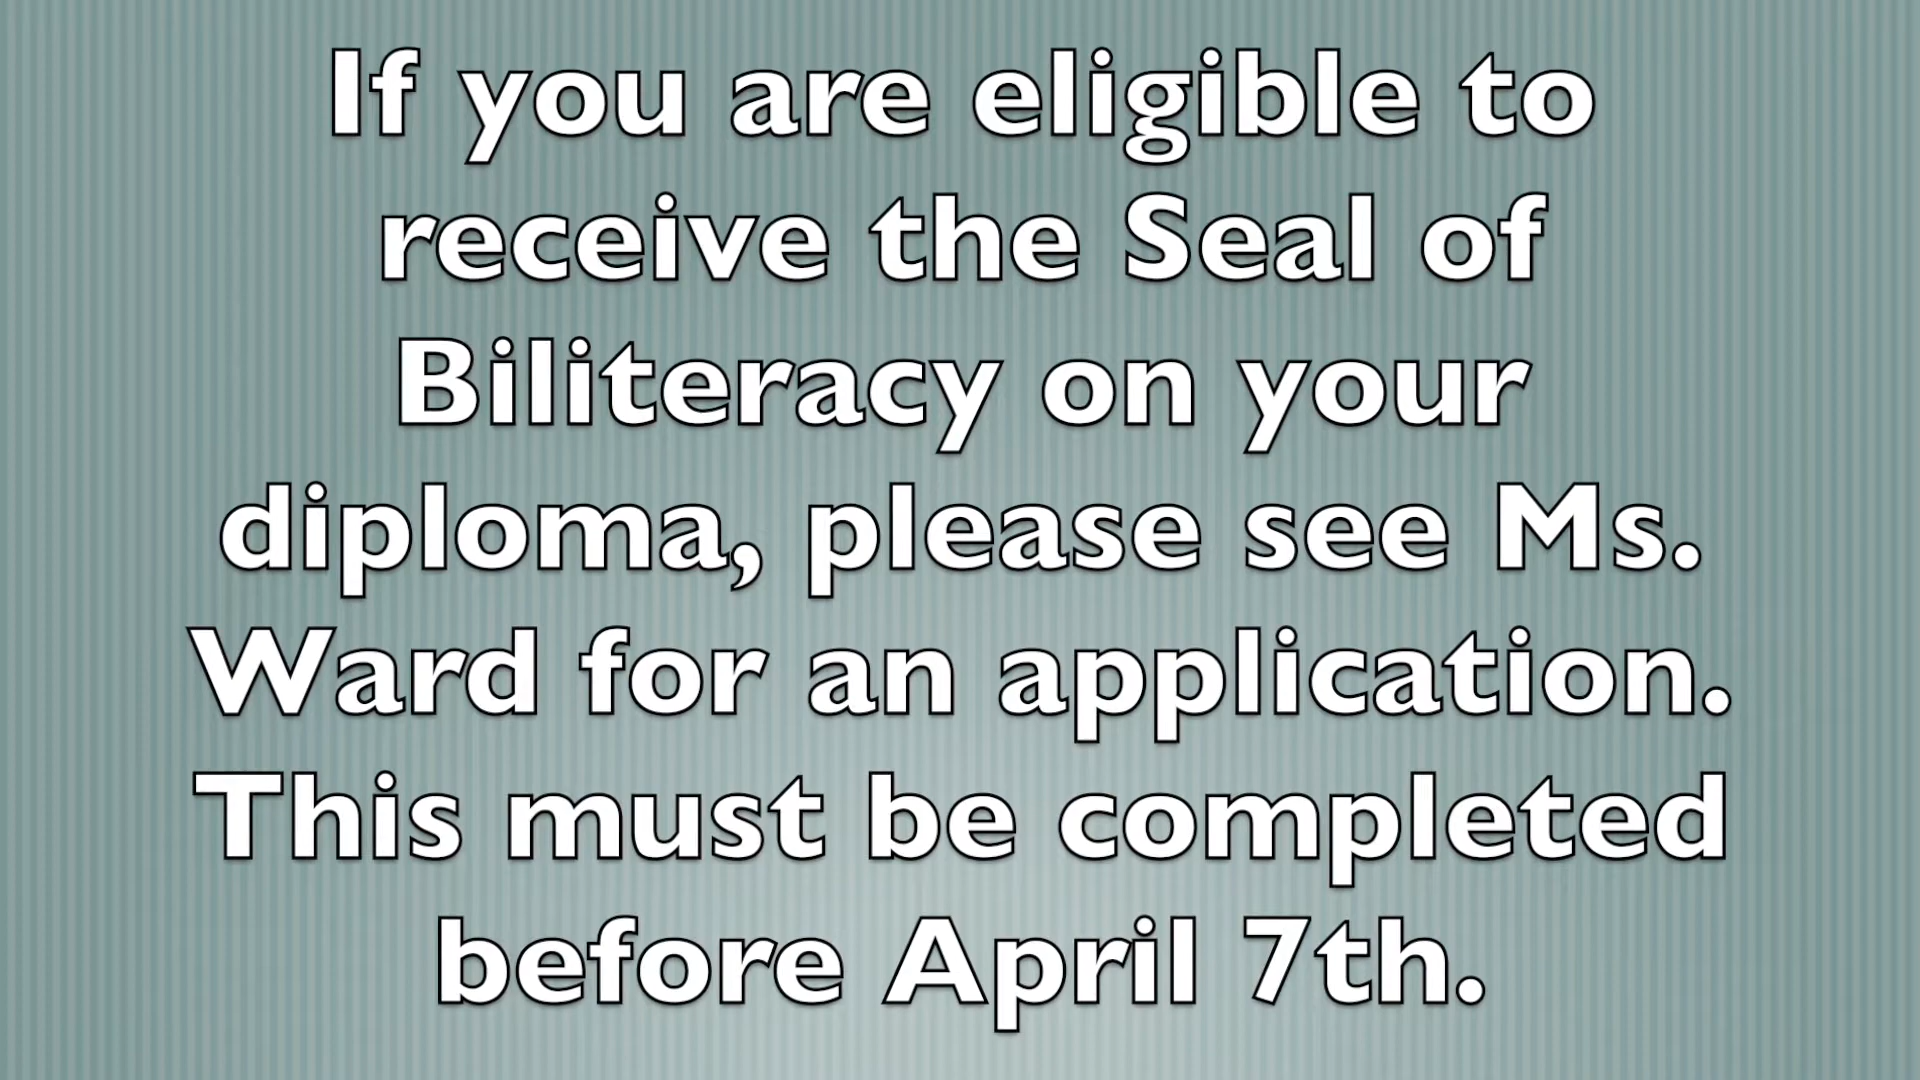 If you are eligible to
receive the Seal of
Biliteracy on your
diploma, please see Ms.
Ward for an application.
This must be completed
before April 7th.